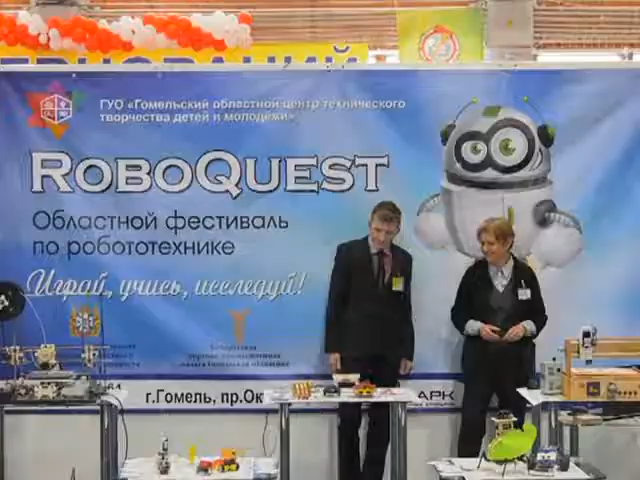 ГУО «Гомельский областной центр технического
творчества детей и молодёжи»
ROBOQUEST
Областной фестиваль
по робототехнике
Играй, учись, исследуй!
г.Гомель, пр.Ок
АРК